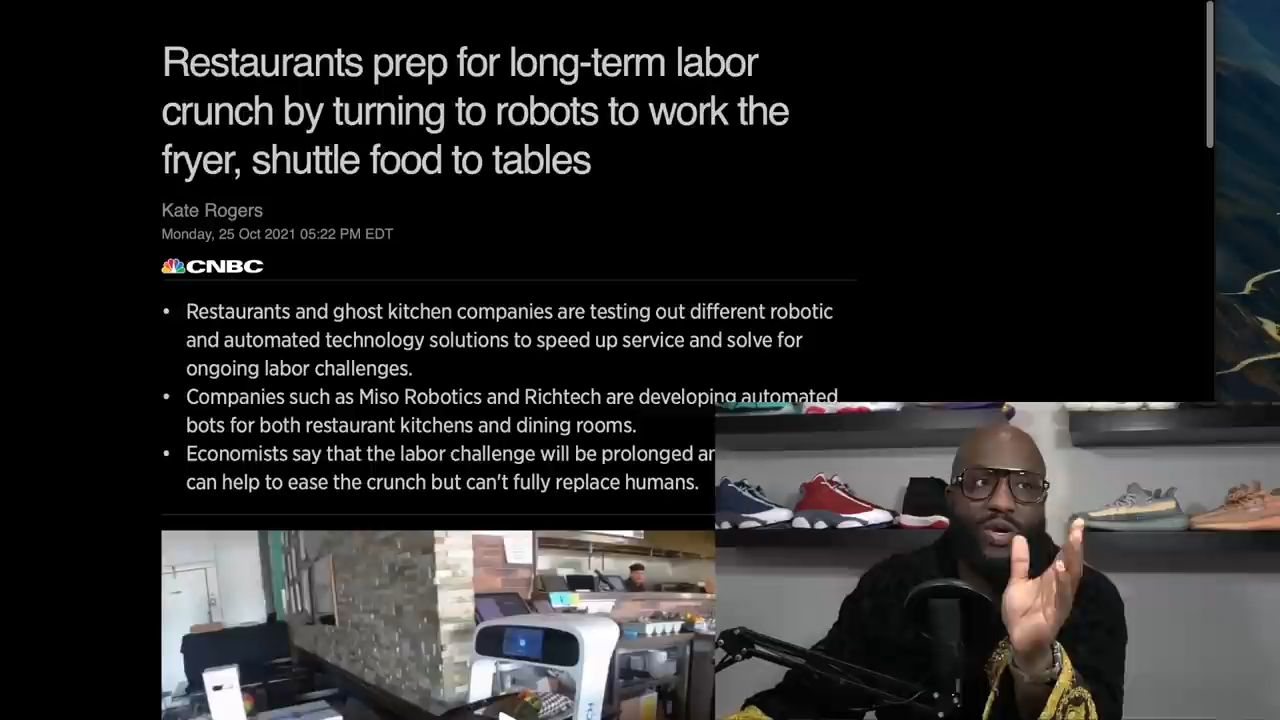 Restaurants prep for long-term labor
crunch by turning to robots to work the
fryer, shuttle food to tables
Kate Rogers
Monday, 25 Oct 2021 05:22 PM EDT
CNBC
• Restaurants and ghost kitchen companies are testing out different robotic
and automated technology solutions to speed up service and solve for
ongoing labor challenges.
• Companies such as Miso Robotics and Richtech are developing automated
bots for both restaurant kitchens and dining rooms.
• Economists say that the labor challenge will be prolonged
can help to ease the crunch but can't fully replace humans.